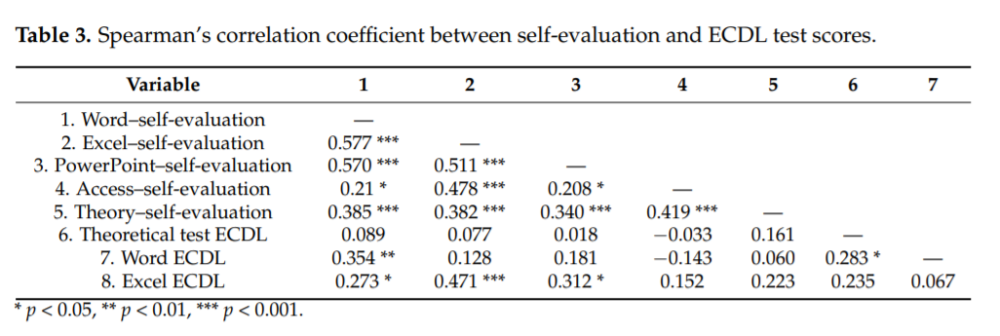 Table 3. Spearman's correlation coefficient between self-evaluation and ECDL test scores.
Variable 1 2 3 4 5 6 7
1. Word–self-evaluation —
2. Excel–self-evaluation 0.577 *** —
3. PowerPoint–self-evaluation 0.570 *** 0.511 *** —
4. Access–self-evaluation 0.21 * 0.478 *** 0.208 * —
5. Theory–self-evaluation 0.385 *** 0.382 *** 0.340 *** 0.419 *** —
6. Theoretical test ECDL 0.089 0.077 0.018 −0.033 0.161 —
7. Word ECDL 0.354 ** 0.128 0.181 −0.143 0.060 0.283 * —
8. Excel ECDL 0.273 * 0.471 *** 0.312 * 0.152 0.223 0.235 0.067
* p < 0.05, ** p < 0.01, *** p < 0.001.